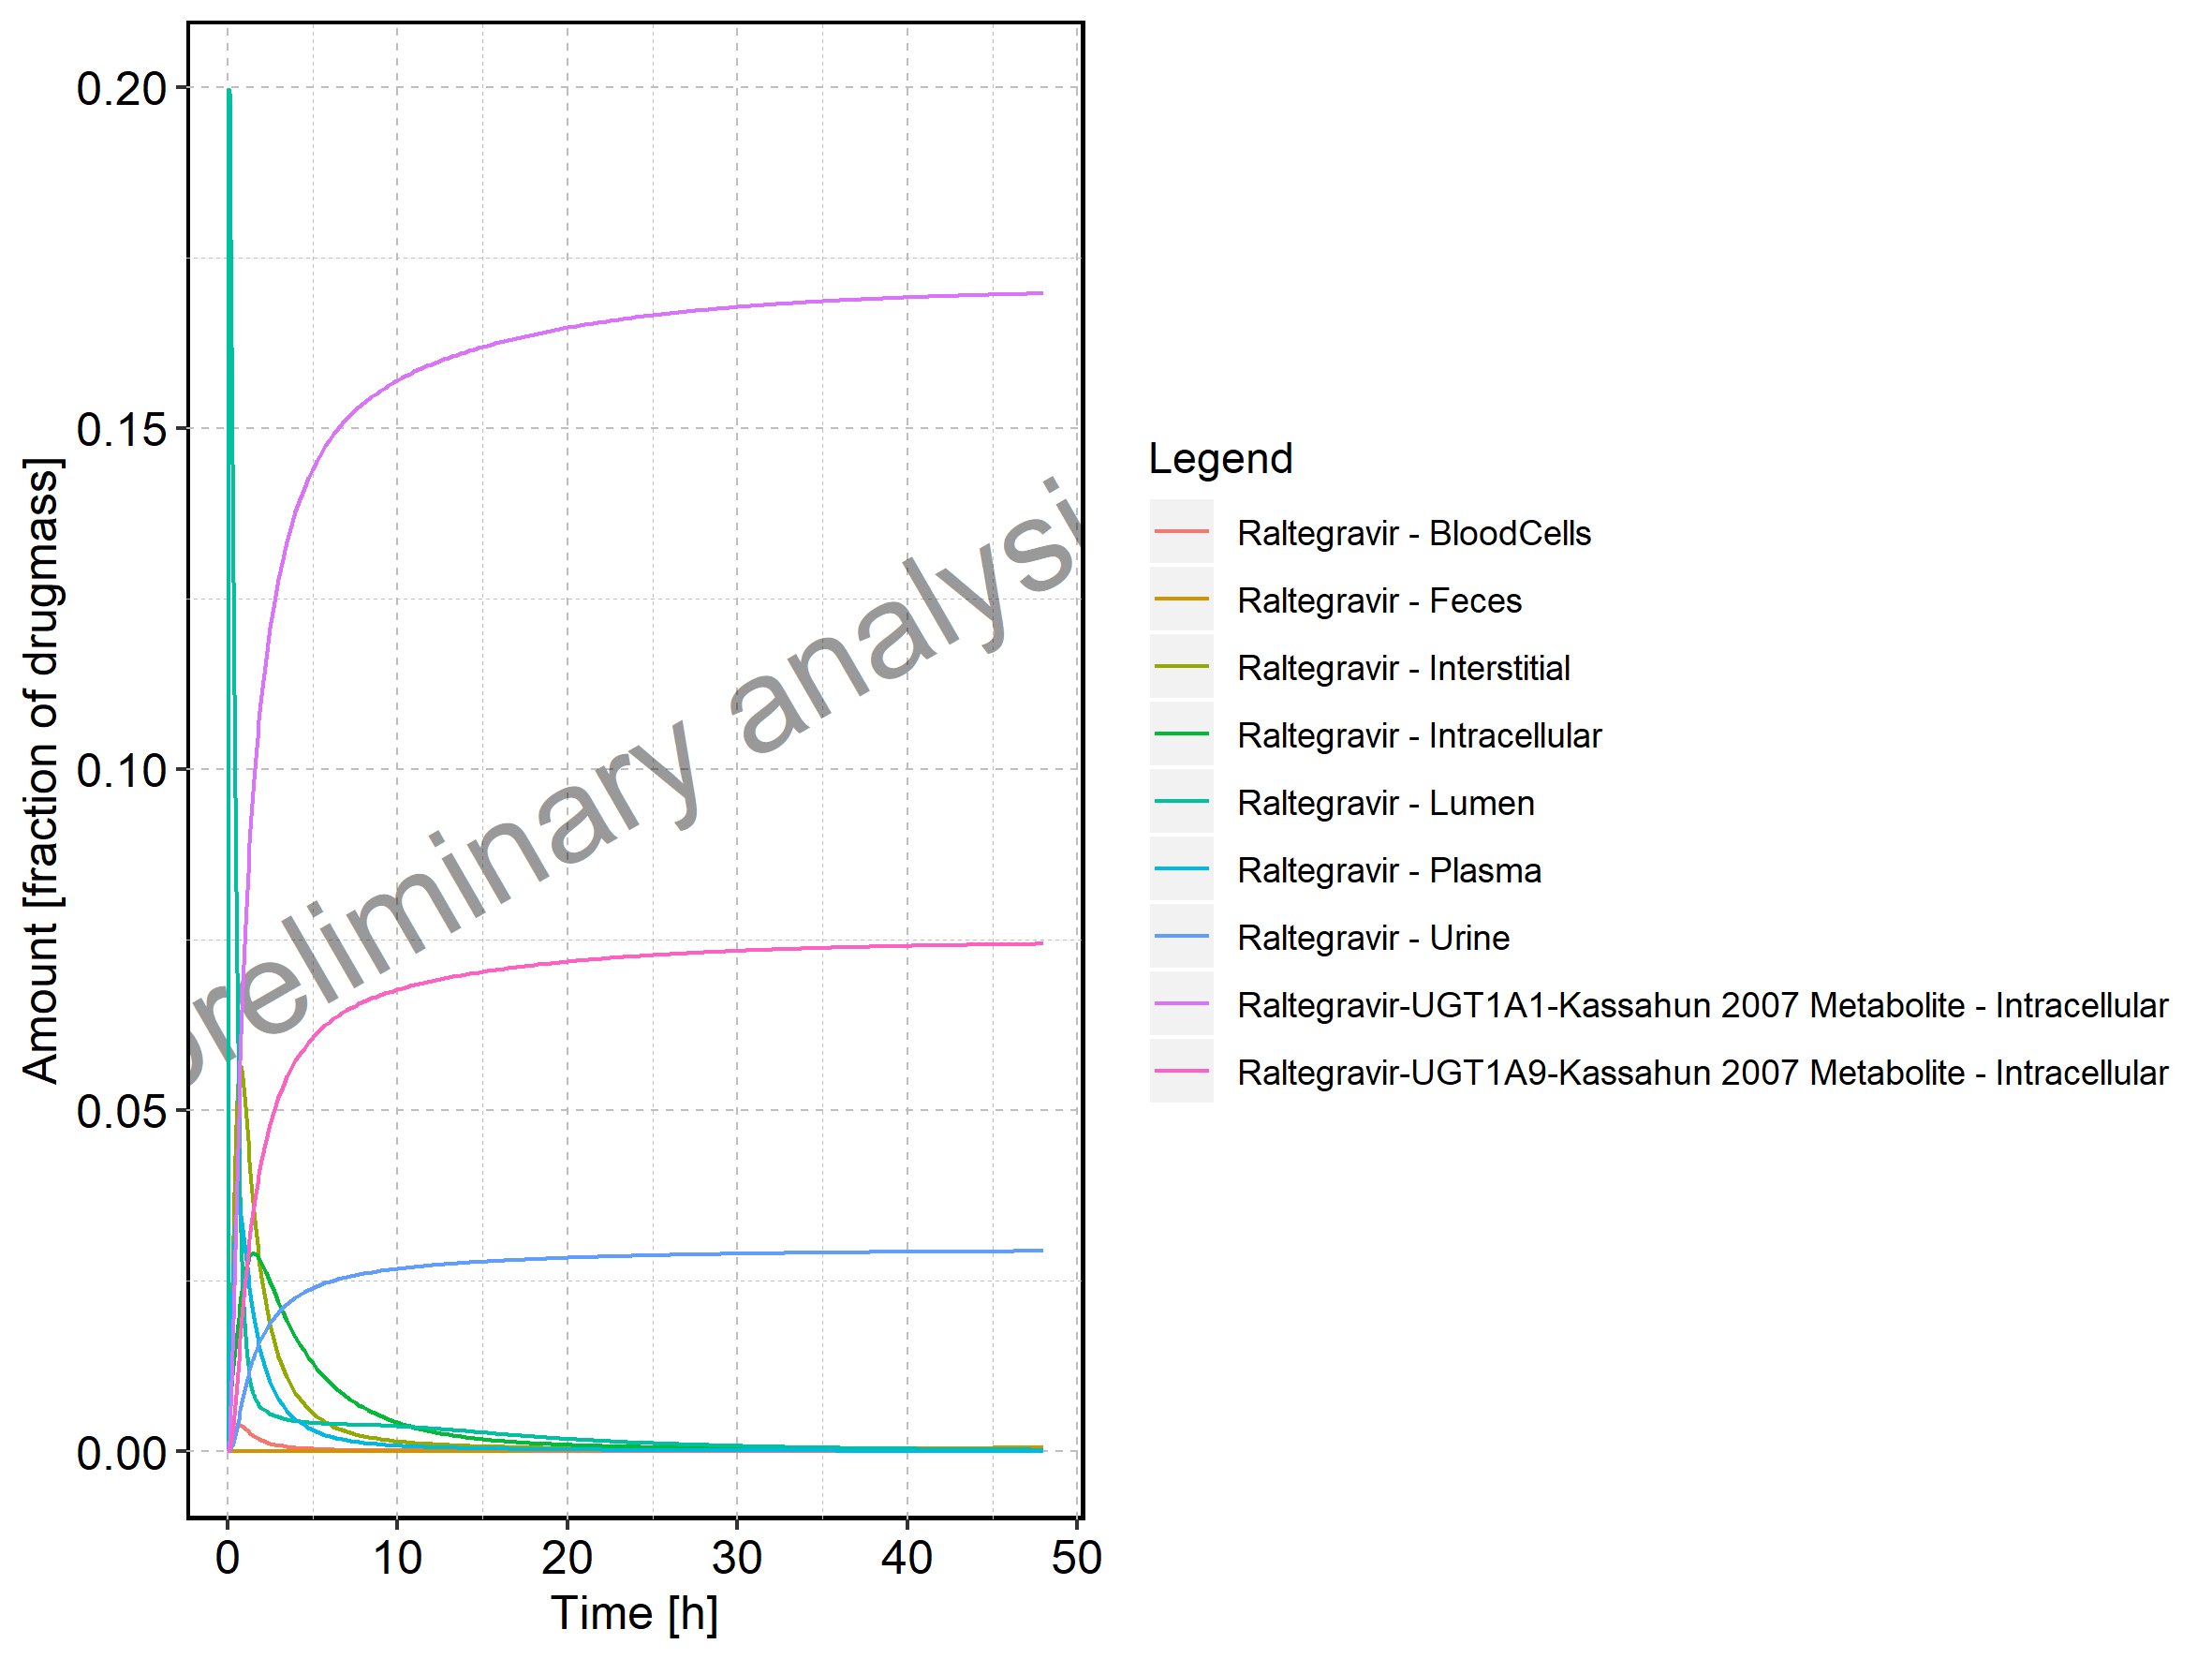 0.20
0.15
0.10
0.05
0.00
Amount [fraction of drugmass]
0 10 20 30 40 50
Time [h]
preliminary analysi
Legend
Raltegravir - BloodCells
Raltegravir - Feces
Raltegravir - Interstitial
Raltegravir - Intracellular
Raltegravir - Lumen
Raltegravir - Plasma
Raltegravir - Urine
Raltegravir-UGT1A1-Kassahun 2007 Metabolite - Intracellular
Raltegravir-UGT1A9-Kassahun 2007 Metabolite - Intracellular